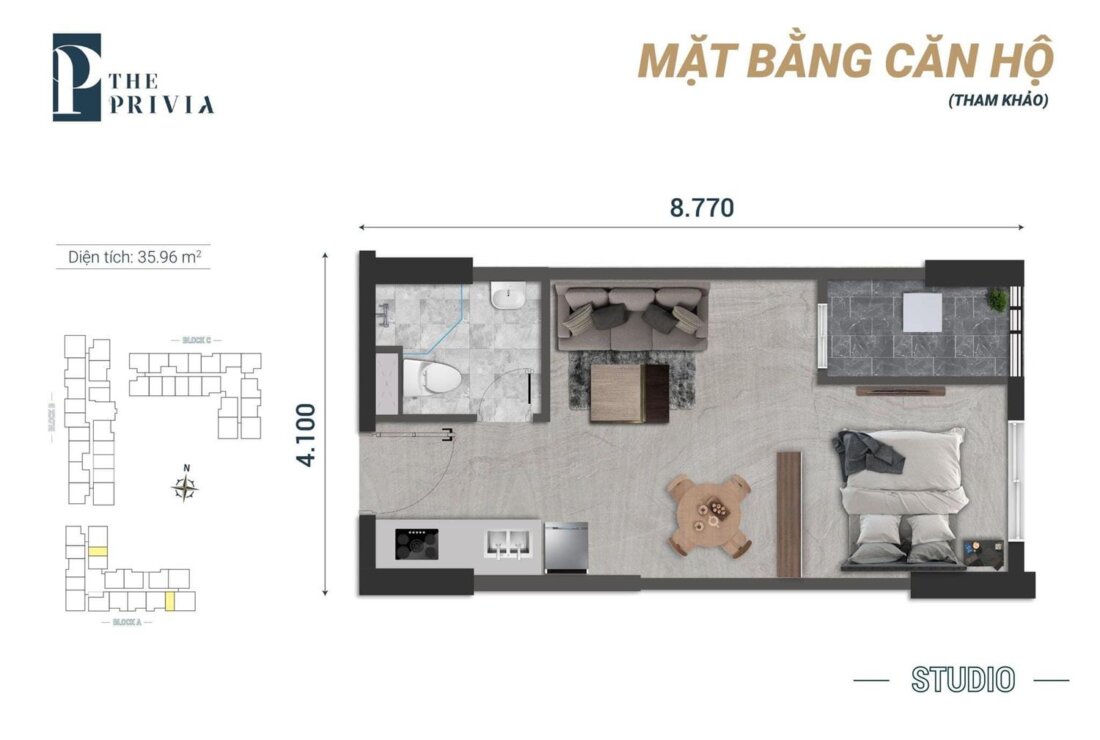 THE
PRIVIA
MẶT BẰNG CĂN HỘ
(THAM KHẢO)
8.770
Diện tích: 35.96 m²
4.100
BLOCK C
BLOCK B
N
BLOCK A
STUDIO